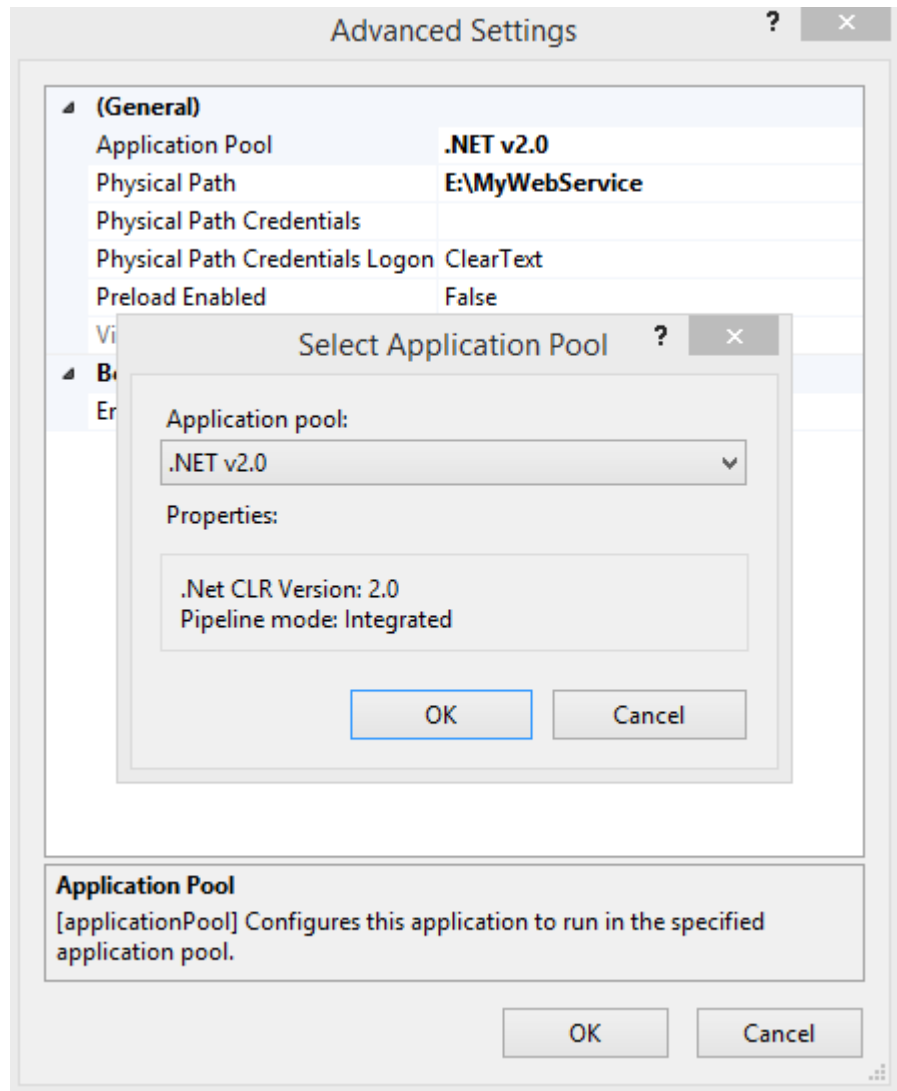 Advanced Settings ? ×
(General)
Application Pool .NET v2.0
Physical Path E:\MyWebService
Physical Path Credentials
Physical Path Credentials Logon ClearText
Preload Enabled False
Vi
Select Application Pool ? ×
Er
Application pool:
.NET v2.0
Properties:
.Net CLR Version: 2.0
Pipeline mode: Integrated
OK Cancel
Application Pool
[applicationPool] Configures this application to run in the specified
application pool.
OK Cancel